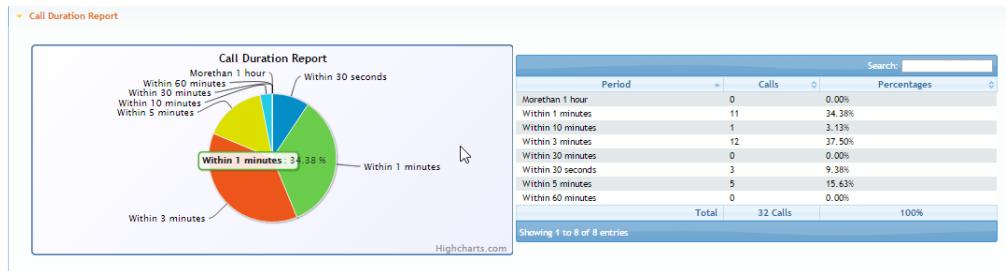 Call Duration Report
Call Duration Report
Morethan 1 hour
Within 30 seconds
Within 60 minutes
Within 30 minutes
Within 10 minutes
Within 5 minutes
Within 1 minutes : 34.38 %
Within 1 minutes
Within 3 minutes
Highcharts.com
Search:
Period Calls Percentages
Morethan 1 hour 0 0.00%
Within 1 minutes 11 34.38%
Within 10 minutes 1 3.13%
Within 3 minutes 12 37.50%
Within 30 minutes 0 0.00%
Within 30 seconds 3 9.38%
Within 5 minutes 5 15.63%
Within 60 minutes 0 0.00%
Total 32 Calls 100%
Showing 1 to 8 of 8 entries